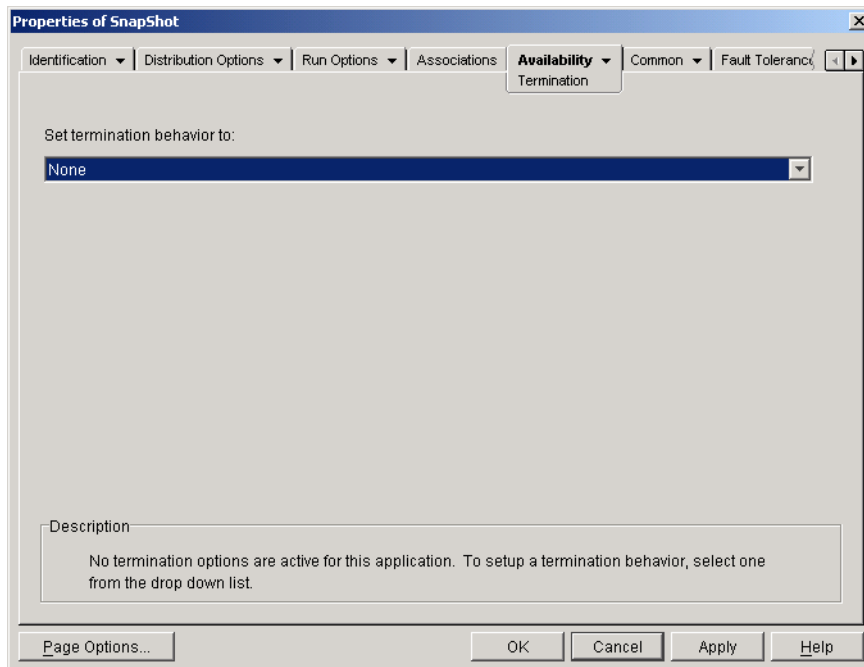 Properties of SnapShot
Identification Distribution Options Run Options Associations Availability Common Fault Toleranc
Termination
Set termination behavior to:
None
Description
No termination options are active for this application. To setup a termination behavior, select one
from the drop down list.
Page Options... OK Cancel Apply Help